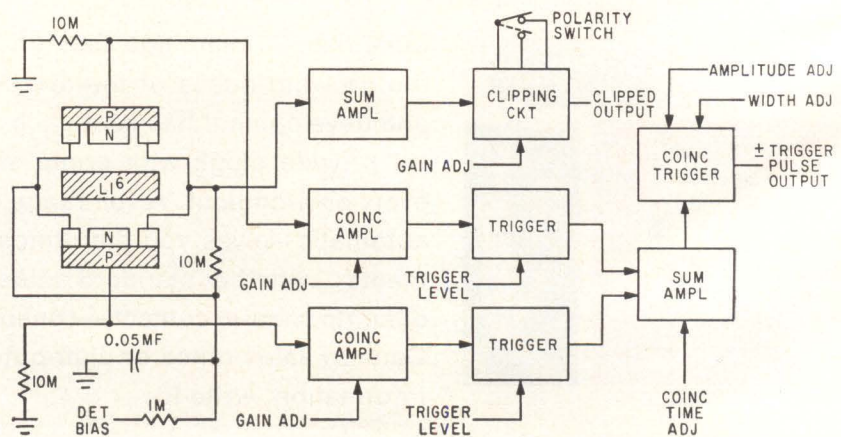 10M
POLARITY
SWITCH
AMPLITUDE ADJ
WIDTH ADJ
P
N
LI6
N
P
SUM
AMPL
CLIPPING
CKT
CLIPPED
OUTPUT
GAIN ADJ
COINC
TRIGGER
± TRIGGER
PULSE
OUTPUT
COINC
AMPL
TRIGGER
10M
GAIN ADJ
TRIGGER
LEVEL
SUM
AMPL
0.05MF
COINC
AMPL
TRIGGER
10M
DET
BIAS
1M
GAIN ADJ
TRIGGER
LEVEL
COINC
TIME
ADJ